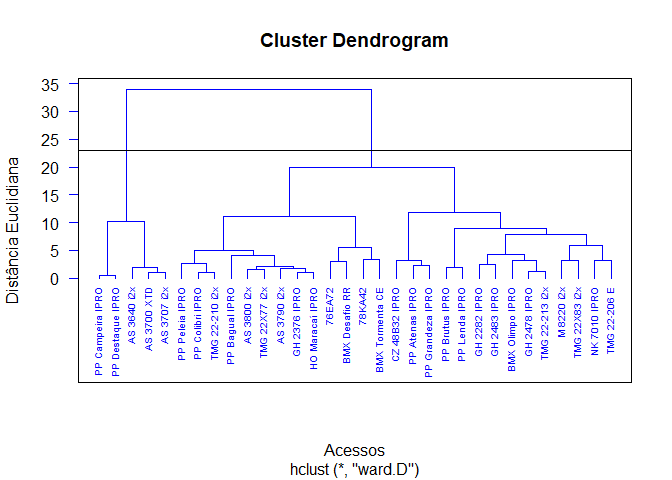 Cluster Dendrogram
Distância Euclidiana
35
30
25
20
15
10
5
0
PP Campeira IPRO
PP Destaque IPRO
AS 3640 i2x
AS 3700 XTD
AS 3707 i2x
PP Peleia IPRO
PP Colibri IPRO
TMG 22-210 i2x
PP Bagual IPRO
AS 3800 i2x
TMG 22X77 i2x
AS 3790 i2x
GH 2376 IPRO
HO Maracaí IPRO
76EA72
BMX Desafio RR
78KA42
BMX Tormenta CE
CZ 48B32 IPRO
PP Atenas IPRO
PP Grandeza IPRO
PP Brutus IPRO
PP Lenda IPRO
GH 2282 IPRO
GH 2483 IPRO
BMX Olimpo IPRO
GH 2478 IPRO
TMG 22-213 i2x
M 8220 i2x
TMG 22X83 i2x
NK 7010 IPRO
TMG 22-206 E
Acessos
hclust (*, "ward.D")